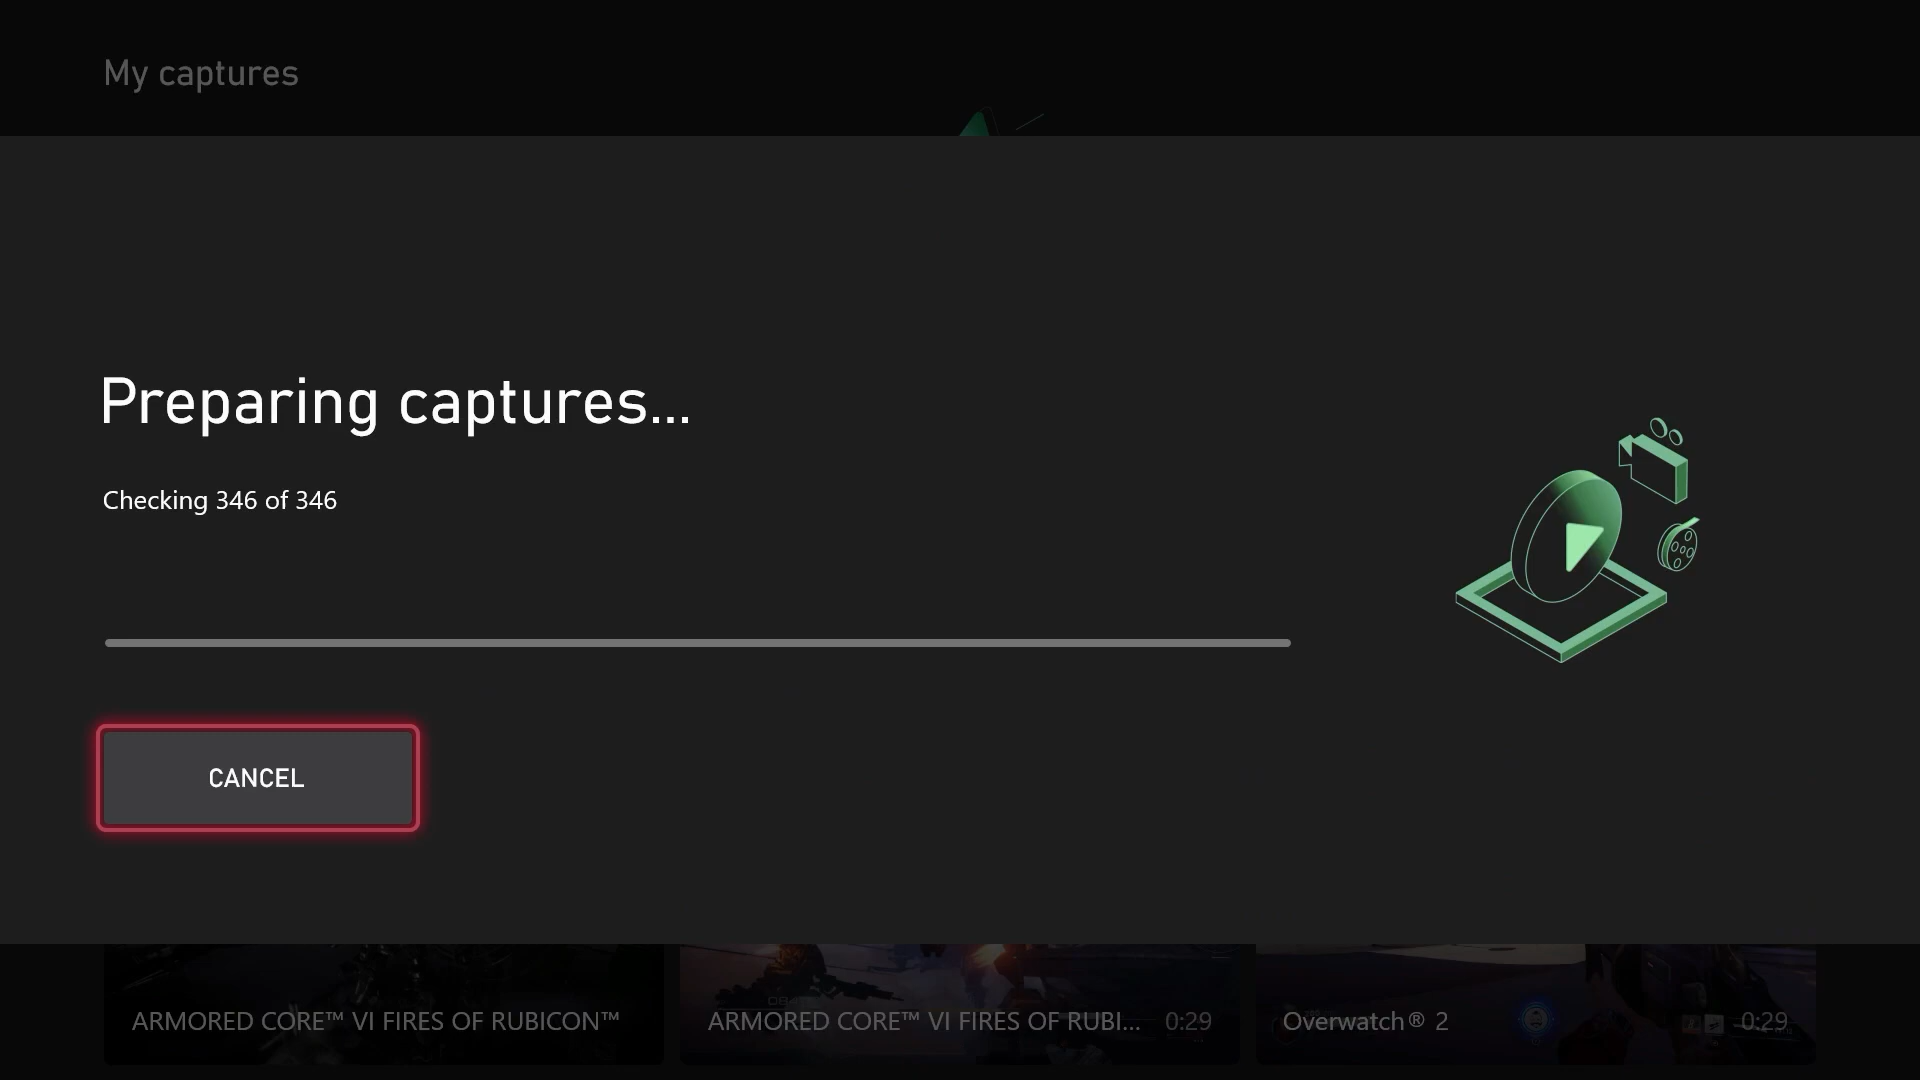 My captures
Preparing captures...
Checking 346 of 346
CANCEL
ARMORED CORE™ VI FIRES OF RUBICON™
ARMORED CORE™ VI FIRES OF RUBI... 0:29
Overwatch® 2 0:29